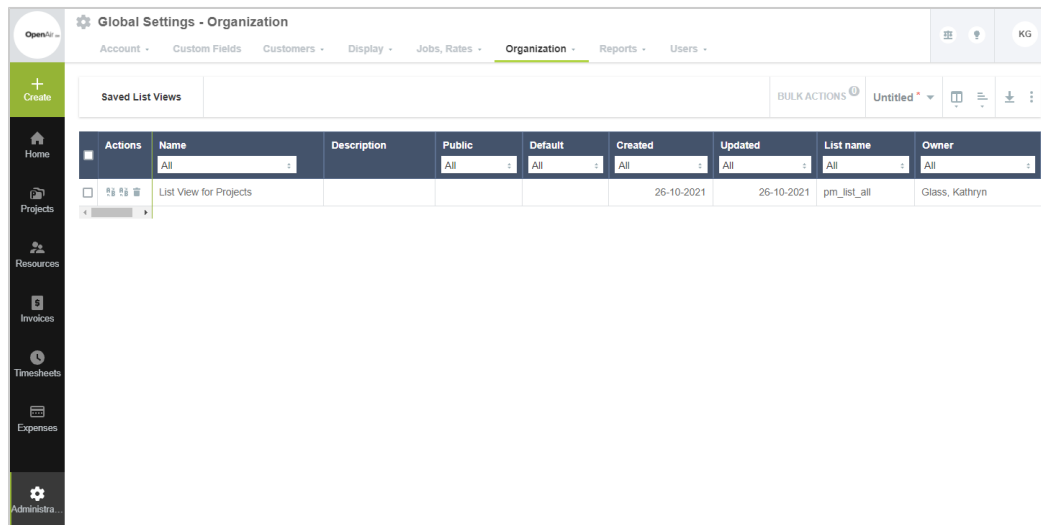 OpenAir
Global Settings - Organization
Account
Custom Fields
Customers
Display
Jobs, Rates
Organization
Reports
Users
KG
Create
Saved List Views
BULK ACTIONS 0
Untitled *
Actions
Name
Description
Public
Default
Created
Updated
List name
Owner
All
All
All
All
All
All
All
List View for Projects
26-10-2021
26-10-2021
pm_list_all
Glass, Kathryn
Home
Projects
Resources
Invoices
Timesheets
Expenses
Administra...